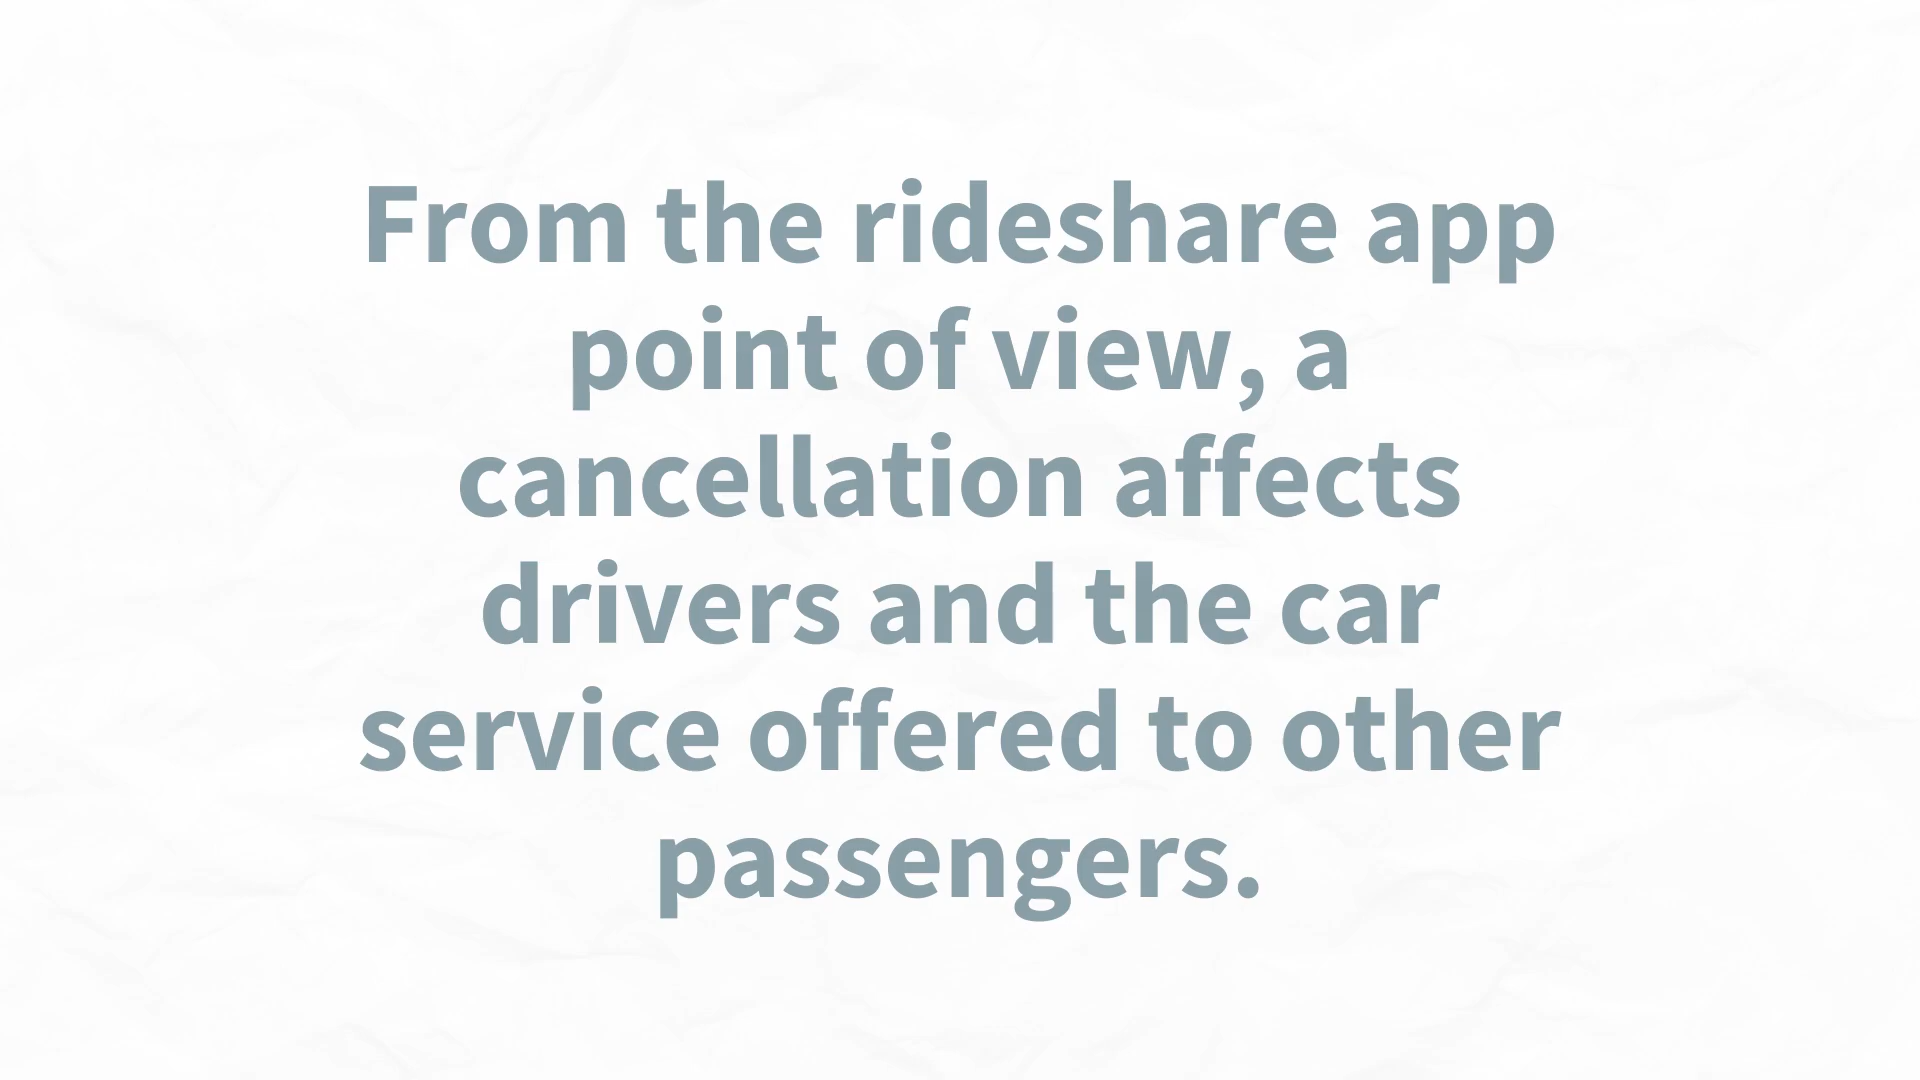 From the rideshare app
point of view, a
cancellation affects
drivers and the car
service offered to other
passengers.